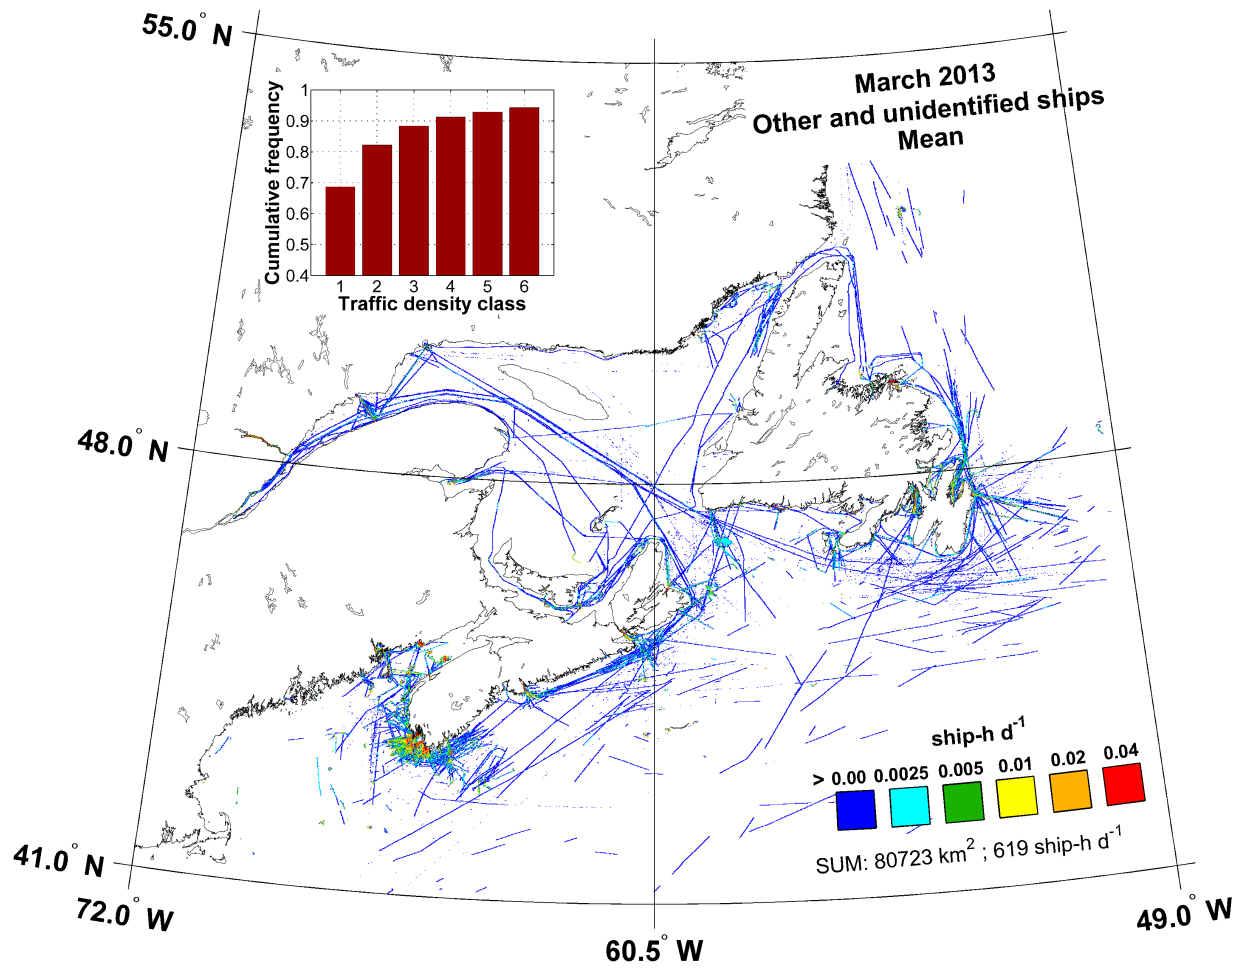 55.0° N
March 2013
Other and unidentified ships
Mean
Cumulative frequency
1
0.9
0.8
0.7
0.6
0.5
0.4
1 2 3 4 5 6
Traffic density class
48.0° N
ship-h d-1
> 0.00 0.0025 0.005 0.01 0.02 0.04
SUM: 80723 km2 ; 619 ship-h d-1
41.0° N
72.0° W
60.5° W
49.0° W